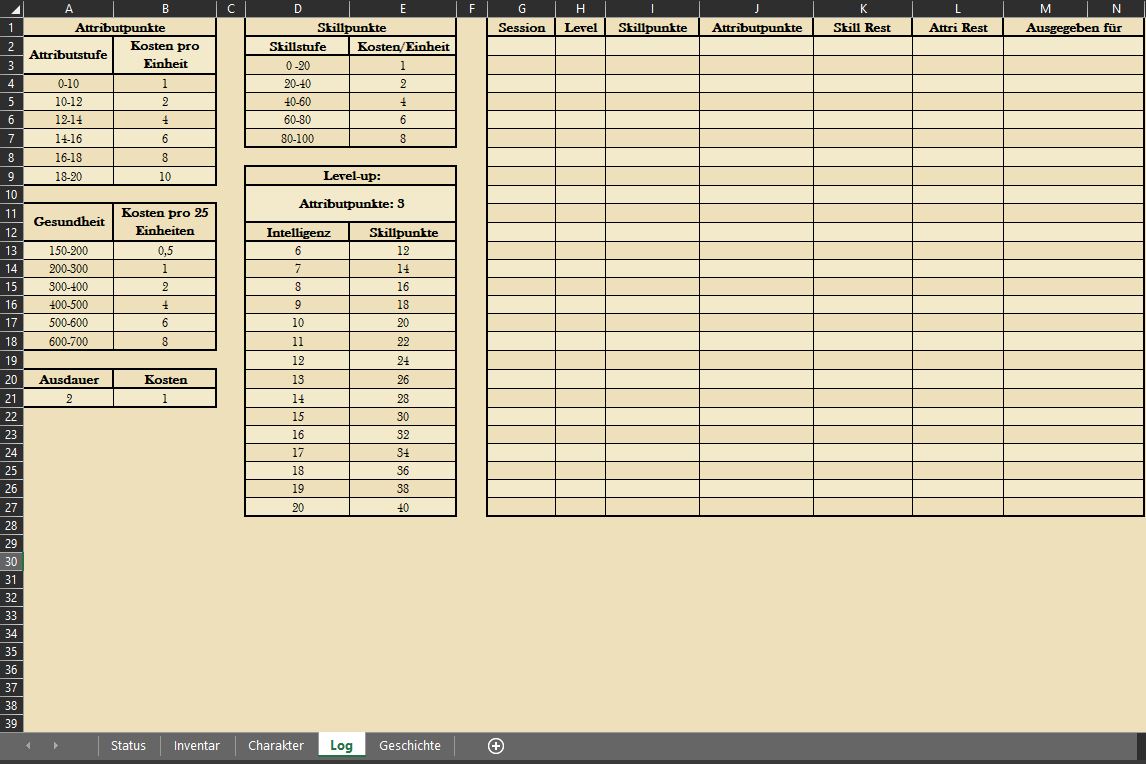 A B C D E F G H I J K L M N
1 Attributpunkte Skillpunkte Session Level Skillpunkte Attributpunkte Skill Rest Attri Rest Ausgegeben für
2 Attributstufe Kosten pro Einheit Skillstufe Kosten/Einheit
3 0 -20 1
4 0-10 1 20-40 2
5 10-12 2 40-60 4
6 12-14 4 60-80 6
7 14-16 6 80-100 8
8 16-18 8
9 18-20 10 Level-up:
10 Attributpunkte: 3
11 Gesundheit Kosten pro 25 Einheiten
12 Intelligenz Skillpunkte
13 150-200 0,5 6 12
14 200-300 1 7 14
15 300-400 2 8 16
16 400-500 4 9 18
17 500-600 6 10 20
18 600-700 8 11 22
19 12 24
20 Ausdauer Kosten 13 26
21 2 1 14 28
22 15 30
23 16 32
24 17 34
25 18 36
26 19 38
27 20 40
28
29
30
31
32
33
34
35
36
37
38
39
Status Inventar Charakter Log Geschichte